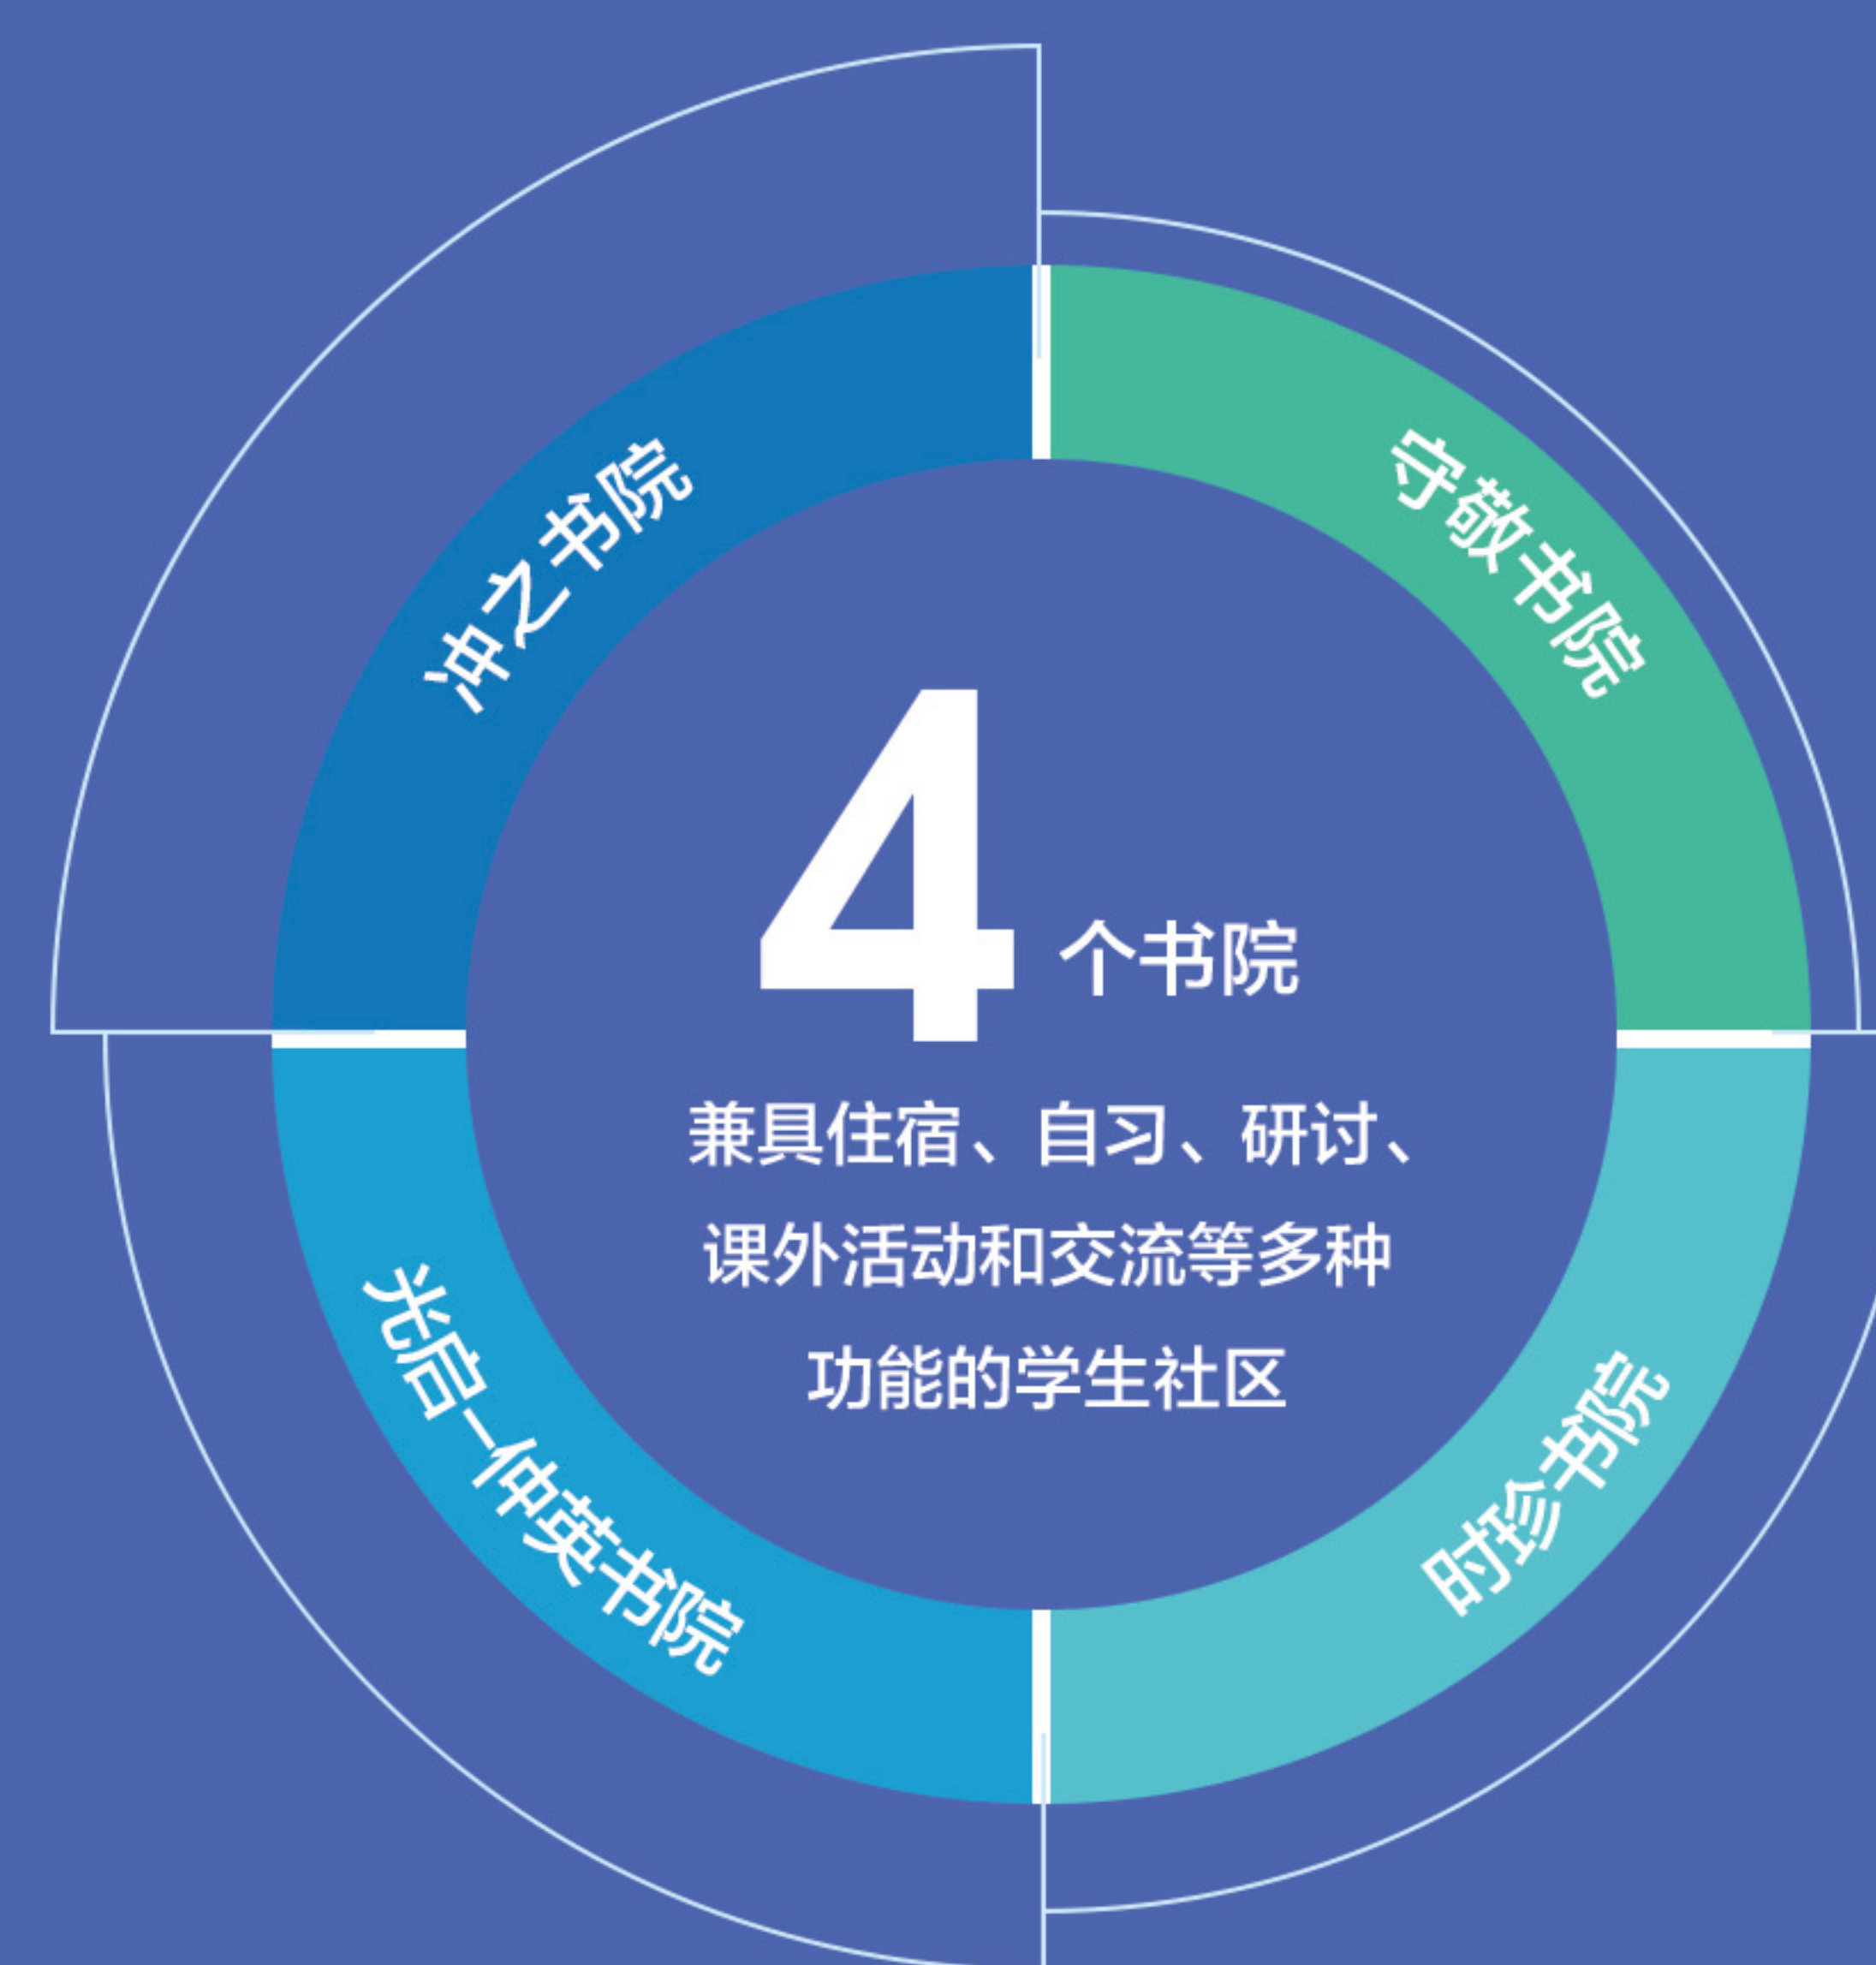 冲之书院
守敬书院
4个书院
兼具住宿、自习、研讨、
课外活动和交流等多种
功能的学生社区
光启-仲英书院
时珍书院